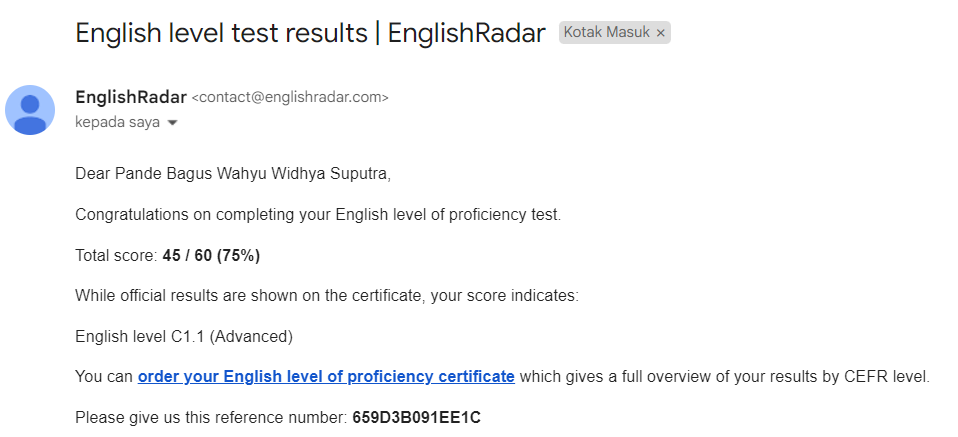 English level test results | EnglishRadar Kotak Masuk ×
EnglishRadar <contact@englishradar.com>
kepada saya
Dear Pande Bagus Wahyu Widhya Suputra,
Congratulations on completing your English level of proficiency test.
Total score: 45 / 60 (75%)
While official results are shown on the certificate, your score indicates:
English level C1.1 (Advanced)
You can order your English level of proficiency certificate which gives a full overview of your results by CEFR level.
Please give us this reference number: 659D3B091EE1C